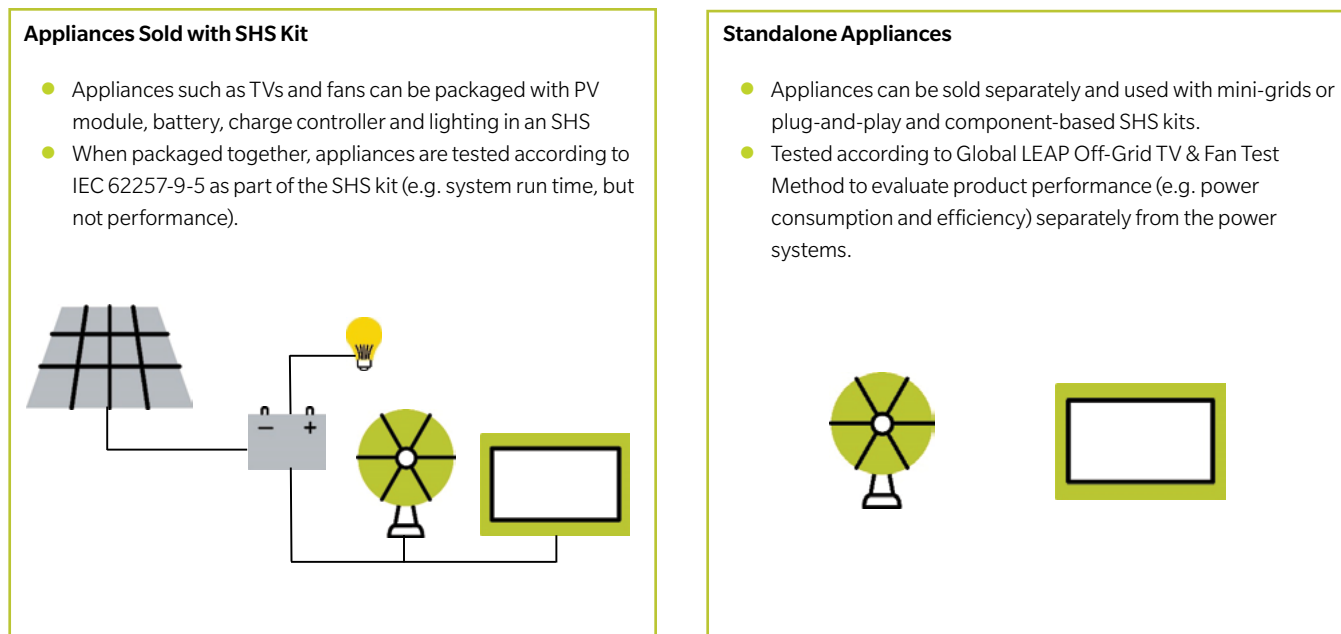 Appliances Sold with SHS Kit
Appliances such as TVs and fans can be packaged with PV
module, battery, charge controller and lighting in an SHS
When packaged together, appliances are tested according to
IEC 62257-9-5 as part of the SHS kit (e.g. system run time, but
not performance).
− +
Standalone Appliances
Appliances can be sold separately and used with mini-grids or
plug-and-play and component-based SHS kits.
Tested according to Global LEAP Off-Grid TV & Fan Test
Method to evaluate product performance (e.g. power
consumption and efficiency) separately from the power
systems.